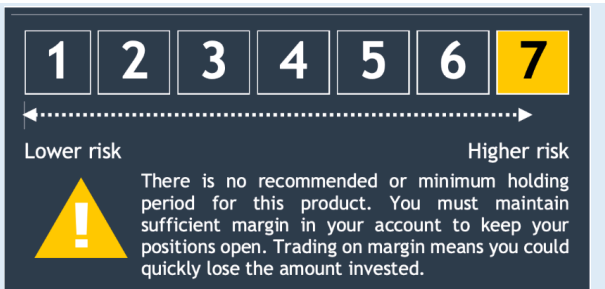 1 2 3 4 5 6 7
Lower risk Higher risk
There is no recommended or minimum holding
period for this product. You must maintain
sufficient margin in your account to keep your
positions open. Trading on margin means you could
quickly lose the amount invested.
!